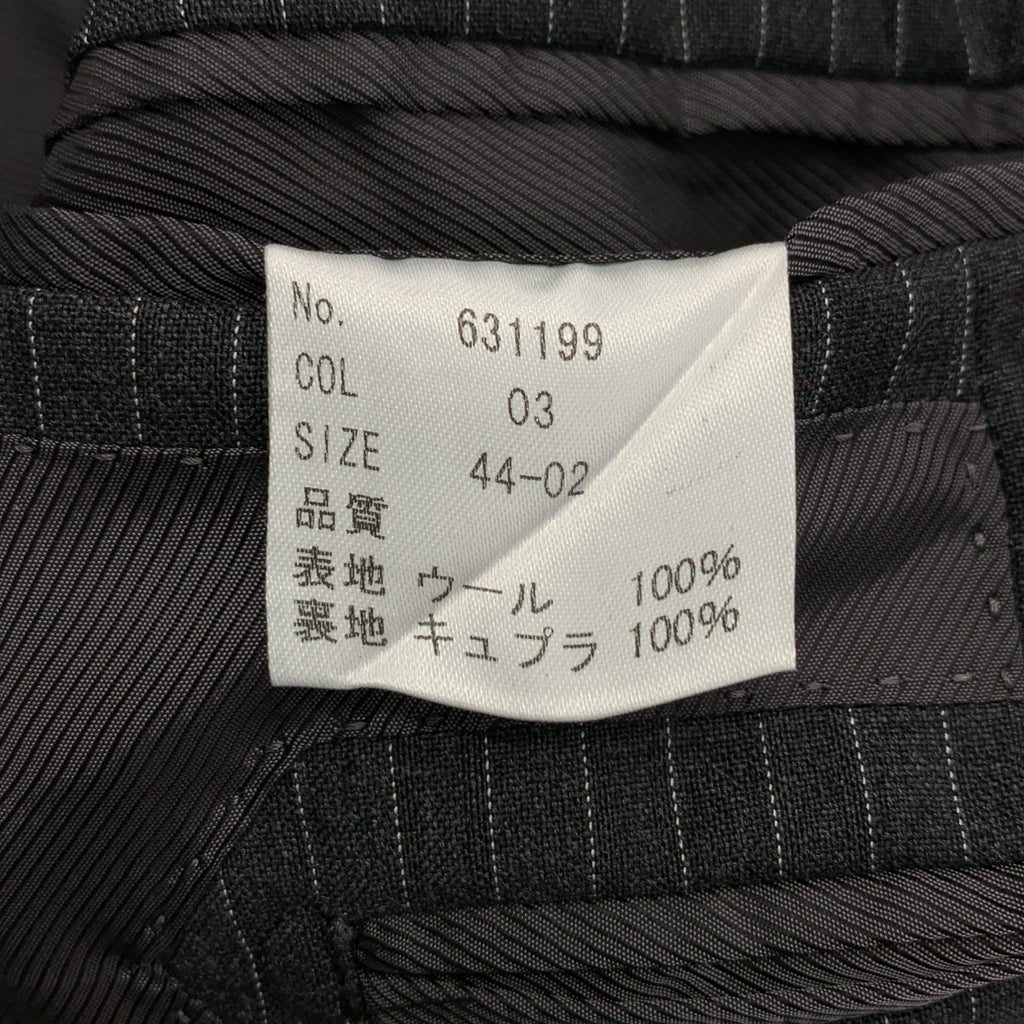 No. 631199
COL 03
SIZE 44-02
品質
表地 ウール 100%
裏地 キュプラ 100%